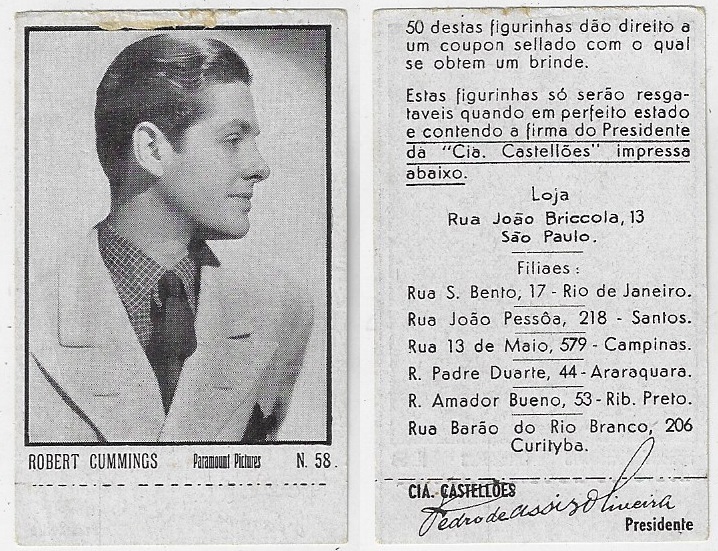 ROBERT CUMMINGS Paramount Pictures N. 58.
50 destas figurinhas dão direito a
um coupon sellado com o qual
se obtem um brinde.
Estas figurinhas só serão resga-
taveis quando em perfeito estado
e contendo a firma do Presidente
da "Cia. Castellões" impressa
abaixo.
Loja
Rua João Briccola, 13
São Paulo.
Filiaes :
Rua S. Bento, 17 - Rio de Janeiro.
Rua João Pessôa, 218 - Santos.
Rua 13 de Maio, 579 - Campinas.
R. Padre Duarte, 44 - Araraquara.
R. Amador Bueno, 53 - Rib. Preto.
Rua Barão do Rio Branco, 206
Curityba.
CIA. CASTELLÕES
Pedro de Assiz Oliveira
Presidente